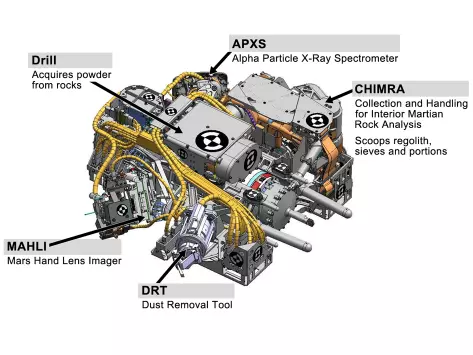 APXS
Alpha Particle X-Ray Spectrometer
Drill
Acquires powder
from rocks
CHIMRA
Collection and Handling
for Interior Martian
Rock Analysis
Scoops regolith,
sieves and portions
MAHLI
Mars Hand Lens Imager
DRT
Dust Removal Tool